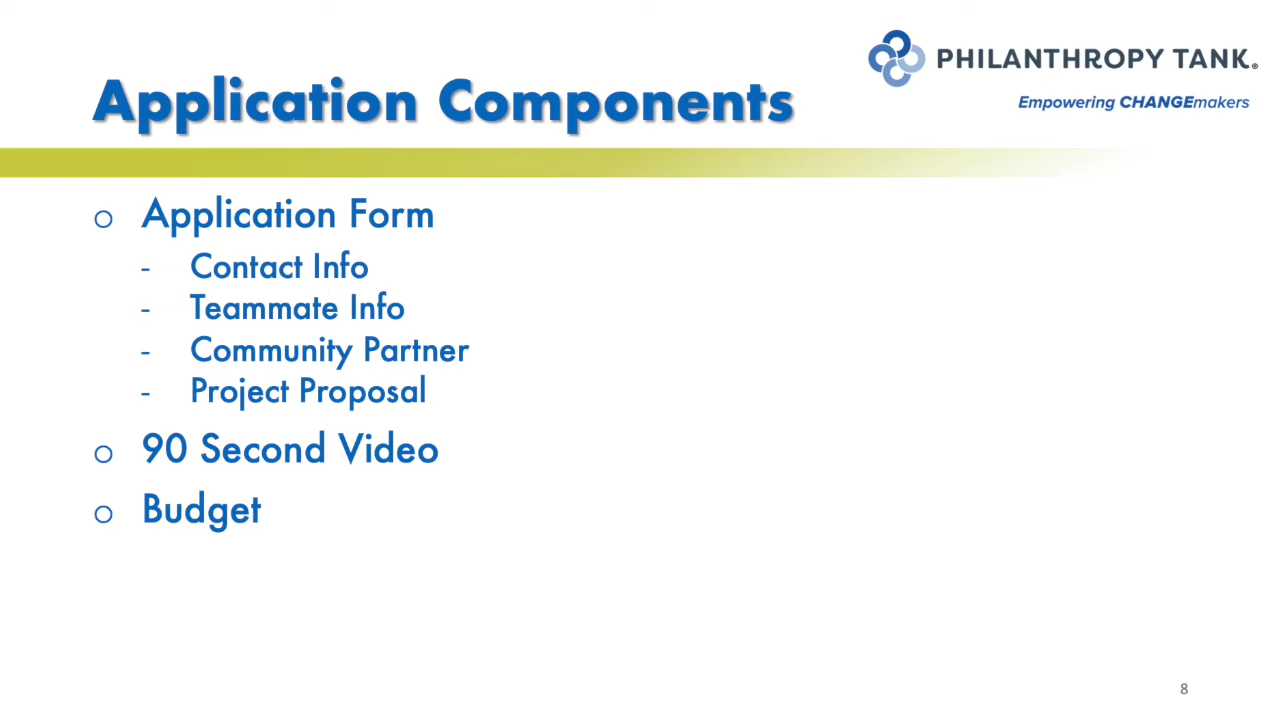 PHILANTHROPY TANK®
Empowering CHANGEmakers
Application Components
o Application Form
- Contact Info
- Teammate Info
- Community Partner
- Project Proposal
o 90 Second Video
o Budget
8